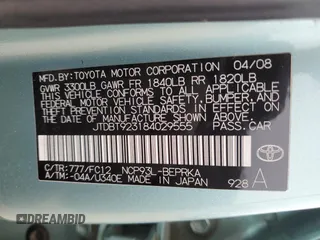 MFD.BY:TOYOTA MOTOR CORPORATION 04/08
GVWR 3300LB GAWR FR 1840LB RR 1820LB
THIS VEHICLE CONFORMS TO ALL APPLICABLE
FEDERAL MOTOR VEHICLE SAFETY, BUMPER, AND
THEFT PREVENTION STANDARDS IN EFFECT ON
THE DATE OF MANUFACTURE SHOWN ABOVE.
JTDBT923184029555 PASS.CAR
C/TR:777/FC12 NCP93L-BEPRKA
A/TM:-04A/U340E MADE IN JAPAN 928 A
DREAMBID